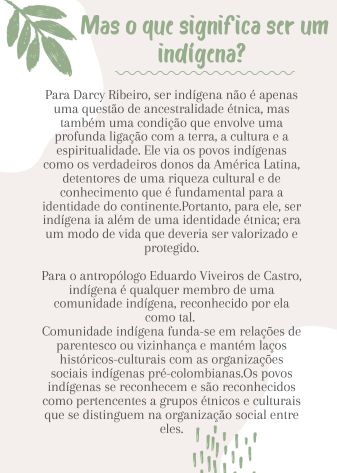 Mas o que significa ser um
indígena?
Para Darcy Ribeiro, ser indígena não é apenas
uma questão de ancestralidade étnica, mas
também uma condição que envolve uma
profunda ligação com a terra, a cultura e a
espiritualidade. Ele via os povos indígenas
como os verdadeiros donos da América Latina,
detentores de uma riqueza cultural e de
conhecimento que é fundamental para a
identidade do continente.Portanto, para ele, ser
indígena ia além de uma identidade étnica; era
um modo de vida que deveria ser valorizado e
protegido.
Para o antropólogo Eduardo Viveiros de Castro,
indígena é qualquer membro de uma
comunidade indígena, reconhecido por ela
como tal.
Comunidade indígena funda-se em relações de
parentesco ou vizinhança e mantém laços
históricos-culturais com as organizações
sociais indígenas pré-colombianas.Os povos
indígenas se reconhecem e são reconhecidos
como pertencentes a grupos étnicos e culturais
que se distinguem na organização social entre
eles.